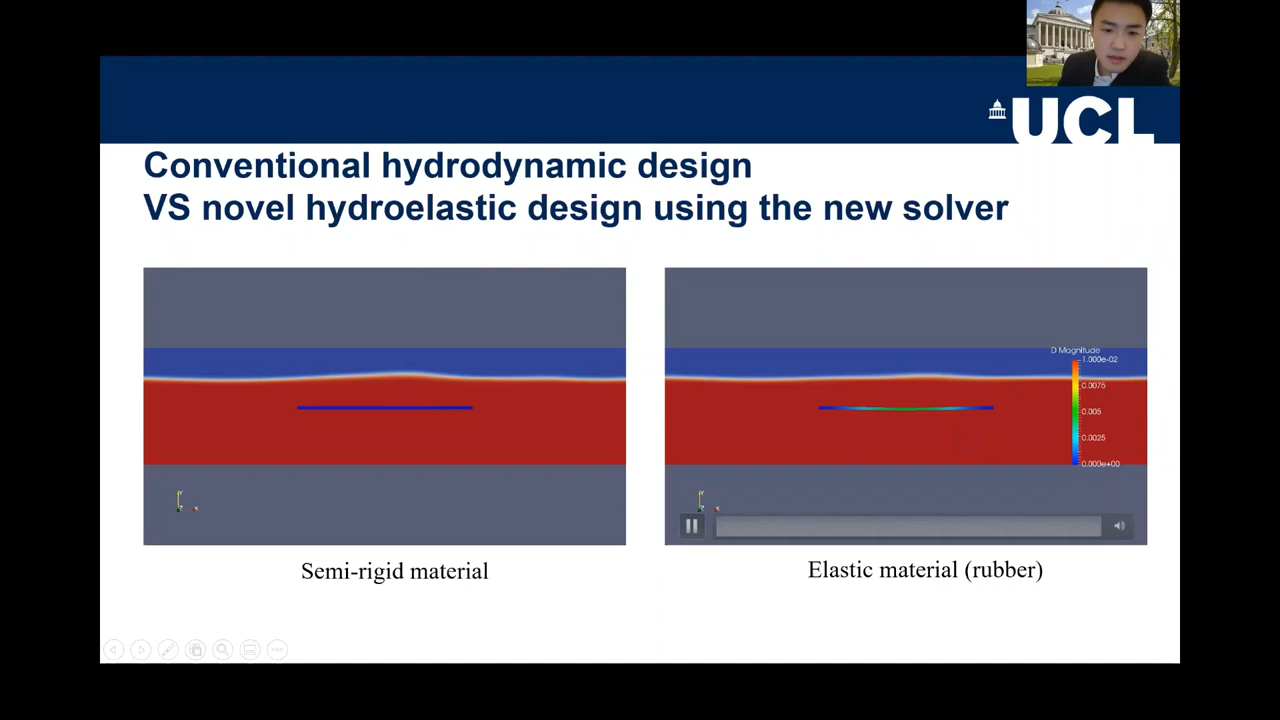 UCL
Conventional hydrodynamic design
VS novel hydroelastic design using the new solver
D Magnitude
1.000e-02
0.0075
0.005
0.0025
0.000e+00
Y
X
Y
X
Semi-rigid material
Elastic material (rubber)